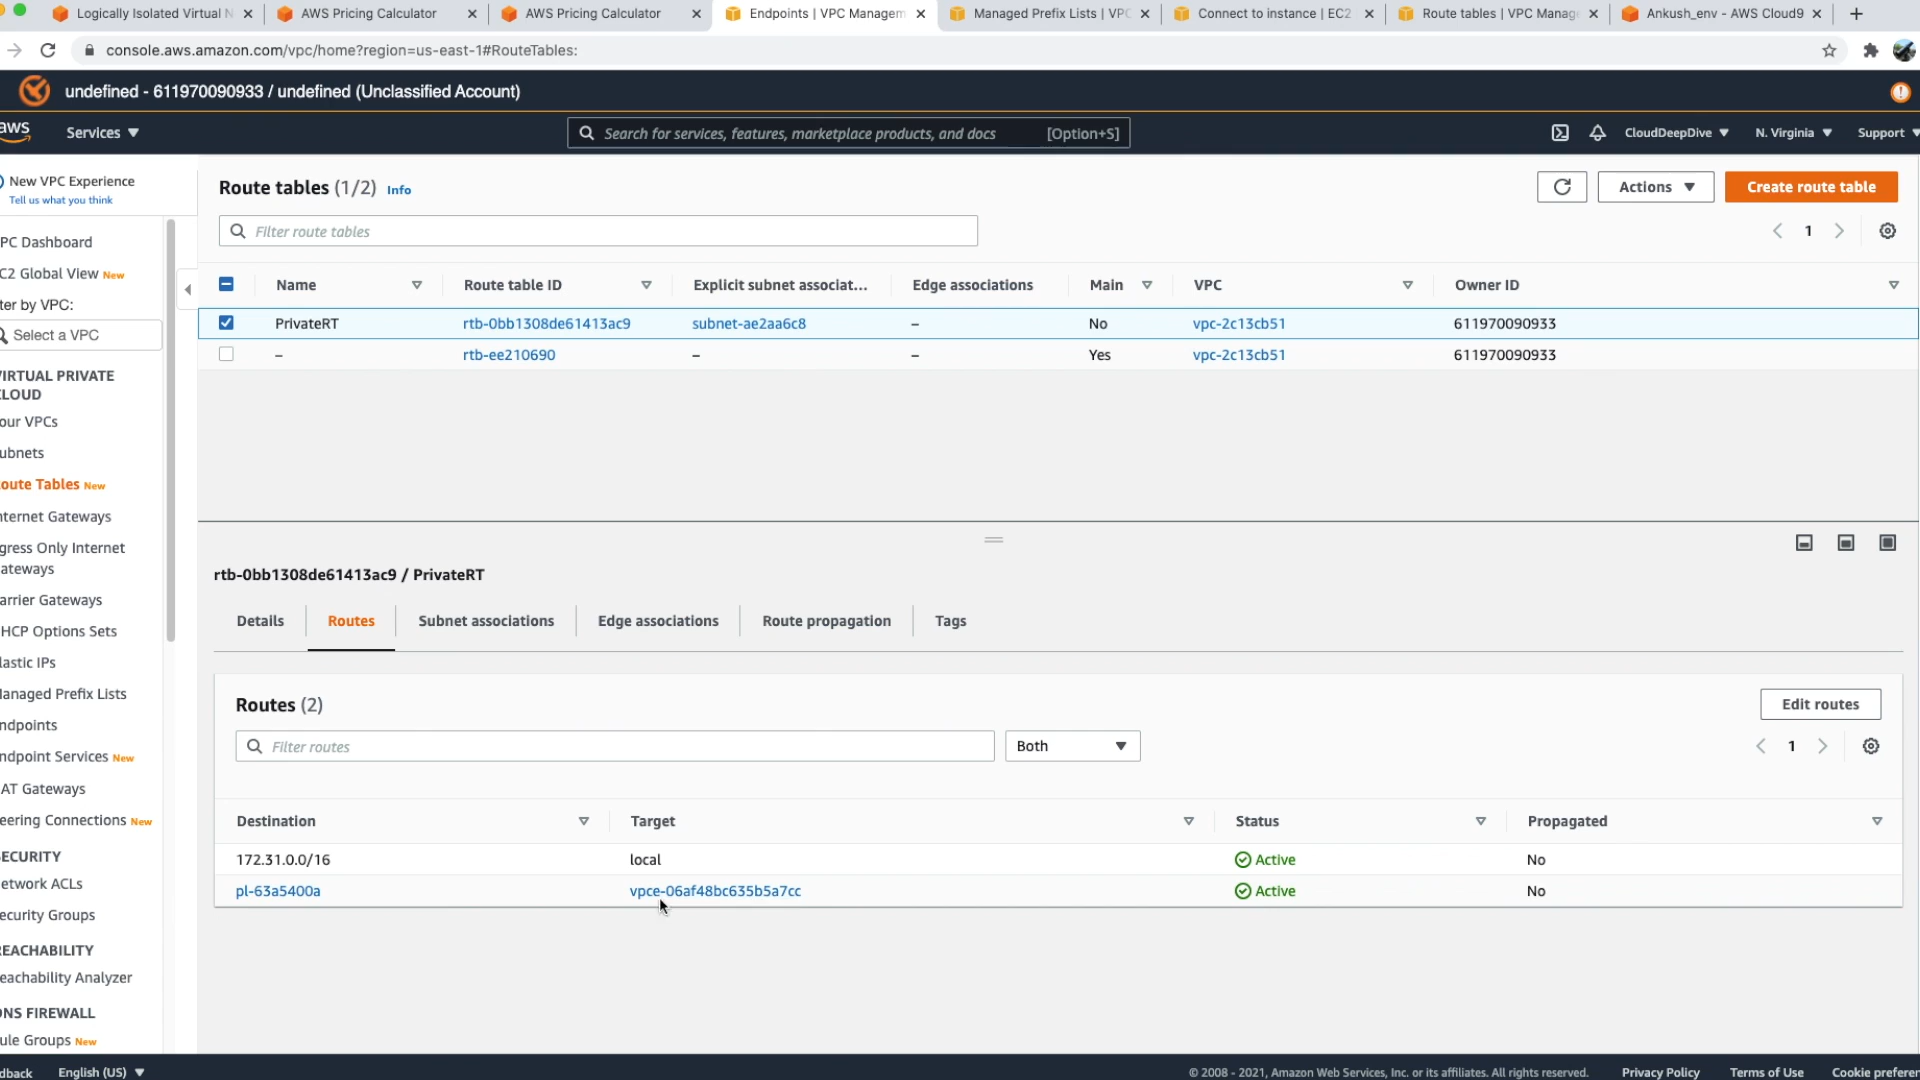 Logically Isolated Virtual N
AWS Pricing Calculator
AWS Pricing Calculator
Endpoints | VPC Managem
Managed Prefix Lists | VPC
Connect to instance | EC2
Route tables | VPC Manag
Ankush_env - AWS Cloud9
console.aws.amazon.com/vpc/home?region=us-east-1#RouteTables:
undefined - 611970090933 / undefined (Unclassified Account)
aws
Services
Search for services, features, marketplace products, and docs
[Option+S]
CloudDeepDive
N. Virginia
Support
New VPC Experience
Tell us what you think
PC Dashboard
C2 Global View New
ter by VPC:
Select a VPC
VIRTUAL PRIVATE
CLOUD
our VPCs
ubnets
oute Tables New
nternet Gateways
gress Only Internet
ateways
arrier Gateways
HCP Options Sets
lastic IPs
Managed Prefix Lists
ndpoints
ndpoint Services New
AT Gateways
eering Connections New
SECURITY
etwork ACLs
ecurity Groups
REACHABILITY
eachability Analyzer
DNS FIREWALL
ule Groups New
Route tables (1/2) Info
Actions
Create route table
Filter route tables
1
Name
Route table ID
Explicit subnet associat...
Edge associations
Main
VPC
Owner ID
PrivateRT
rtb-0bb1308de61413ac9
subnet-ae2aa6c8
–
No
vpc-2c13cb51
611970090933
–
rtb-ee210690
–
–
Yes
vpc-2c13cb51
611970090933
rtb-0bb1308de61413ac9 / PrivateRT
Details
Routes
Subnet associations
Edge associations
Route propagation
Tags
Routes (2)
Edit routes
Filter routes
Both
1
Destination
Target
Status
Propagated
172.31.0.0/16
local
Active
No
pl-63a5400a
vpce-06af48bc635b5a7cc
Active
No
dback
English (US)
© 2008 - 2021, Amazon Web Services, Inc. or its affiliates. All rights reserved.
Privacy Policy
Terms of Use
Cookie preferen